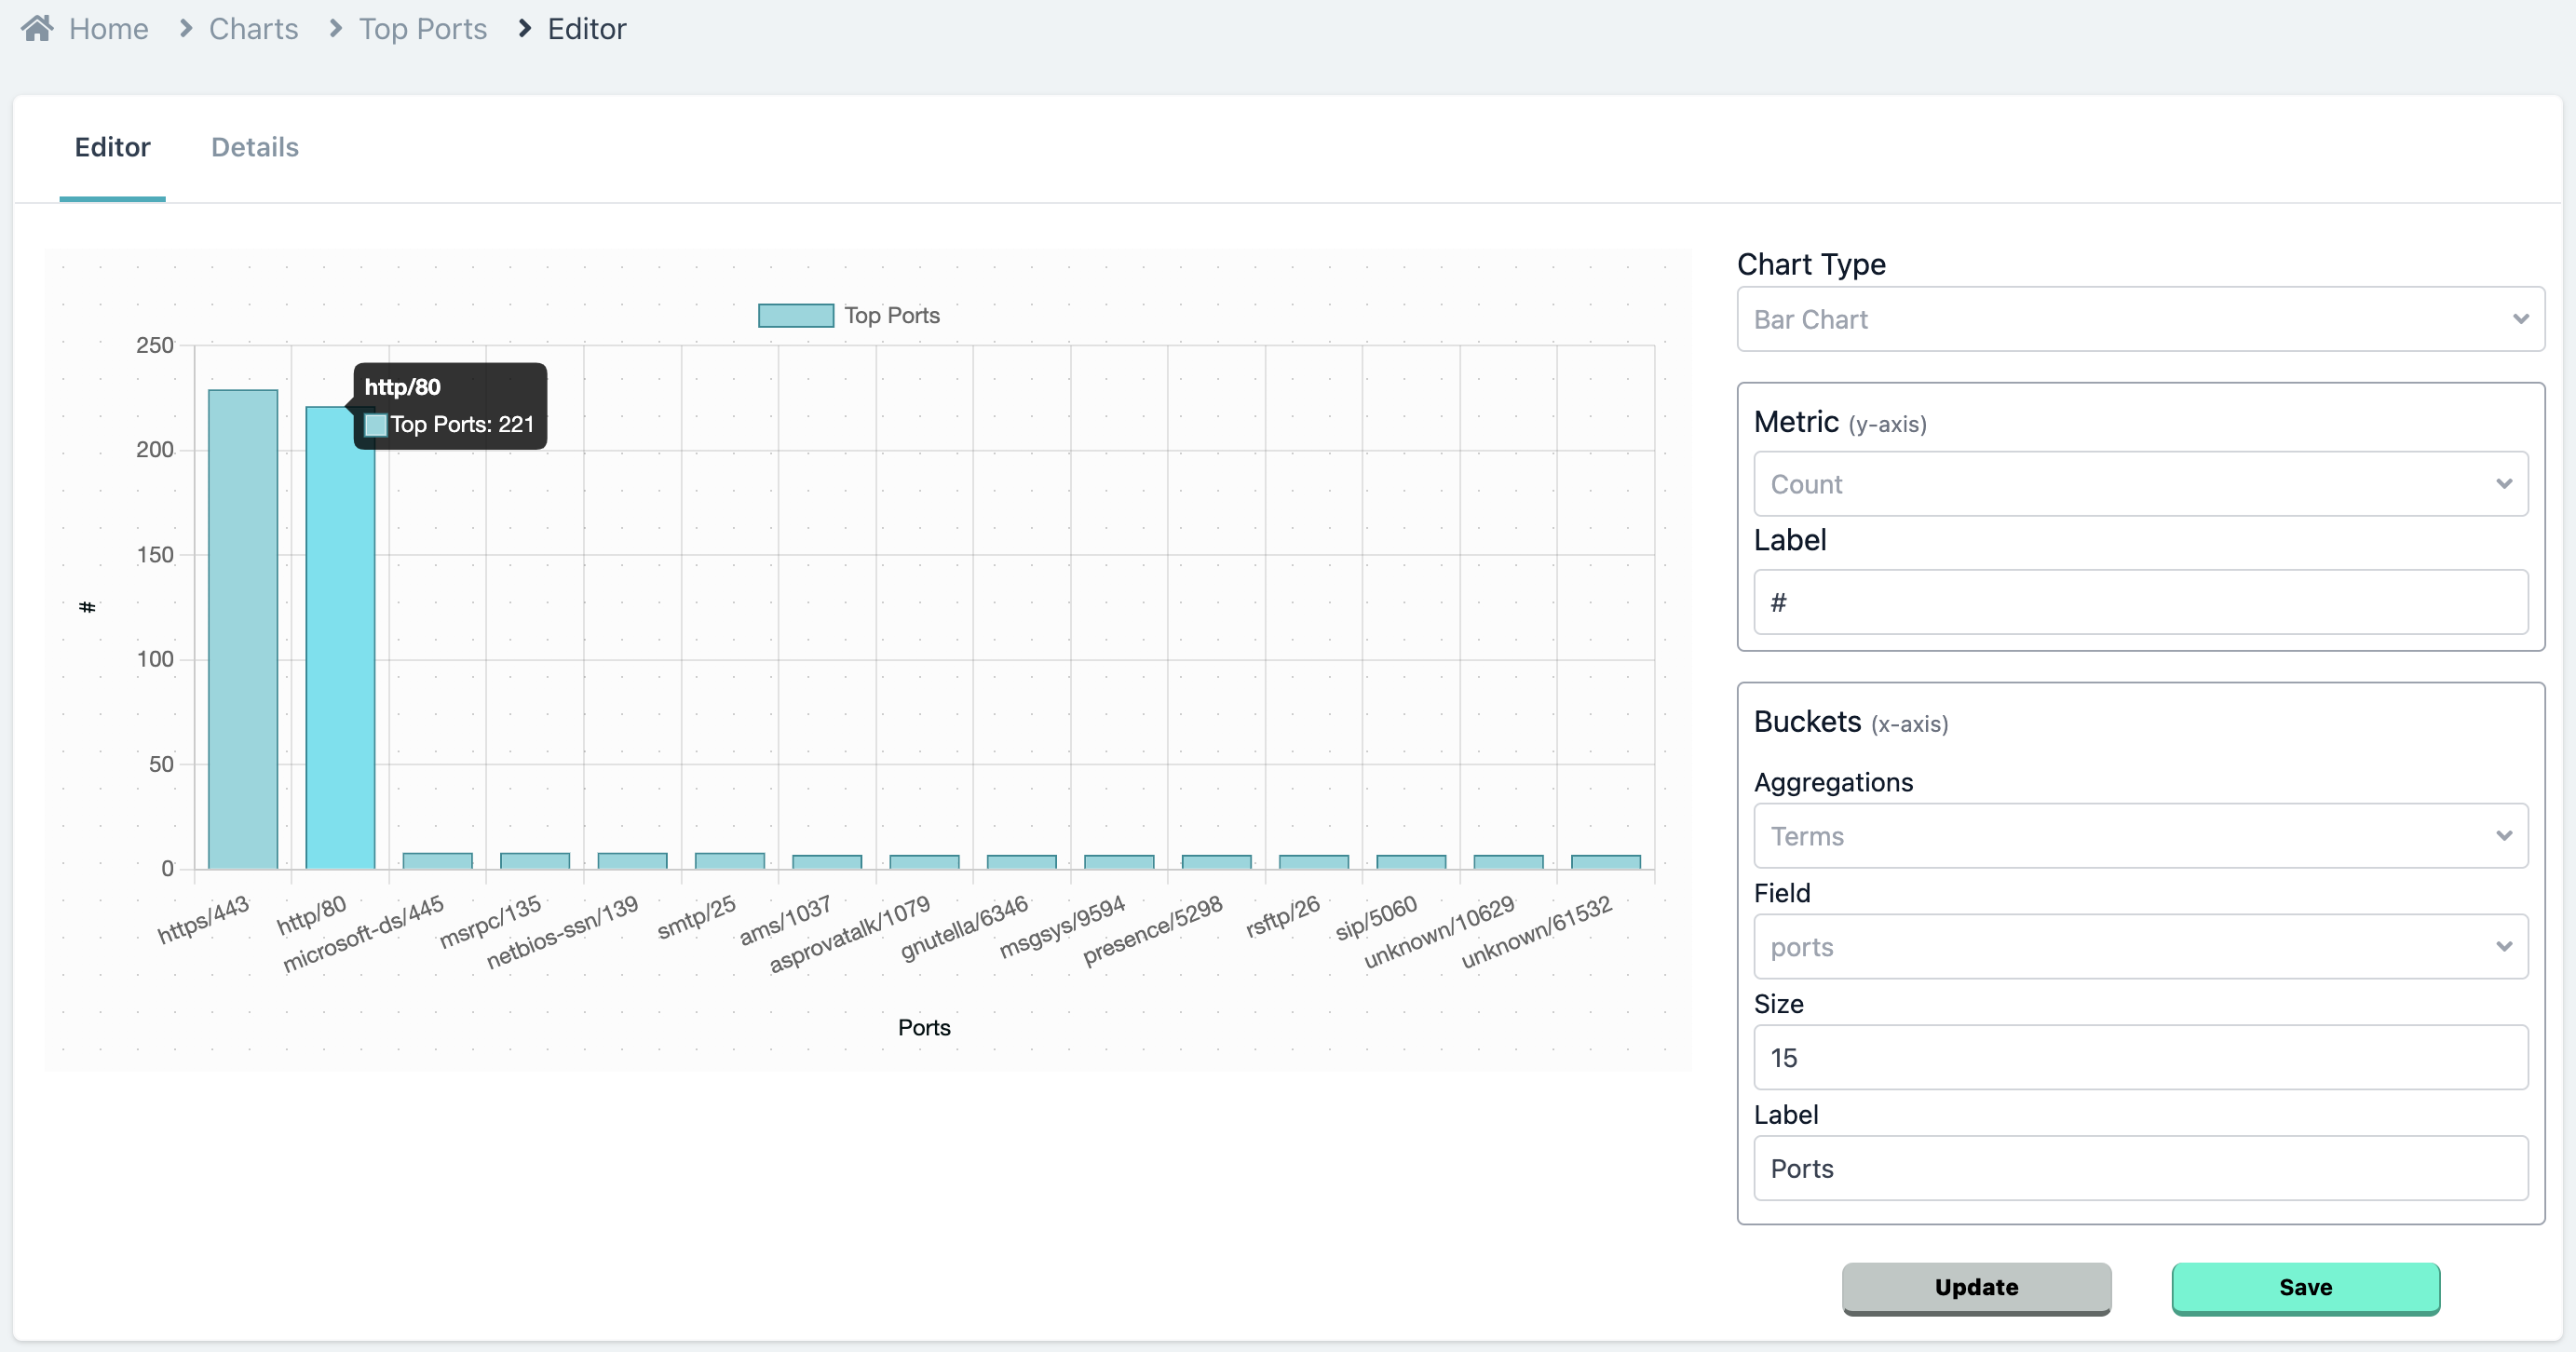 Home > Charts > Top Ports > Editor
Editor Details
Top Ports
250
200
150
100
50
0
#
http/80
Top Ports: 221
https/443
http/80
microsoft-ds/445
msrpc/135
netbios-ssn/139
smtp/25
ams/1037
asprovatalk/1079
gnutella/6346
msgsys/9594
presence/5298
rsftp/26
sip/5060
unknown/10629
unknown/61532
Ports
Chart Type
Bar Chart
Metric (y-axis)
Count
Label
#
Buckets (x-axis)
Aggregations
Terms
Field
ports
Size
15
Label
Ports
Update Save